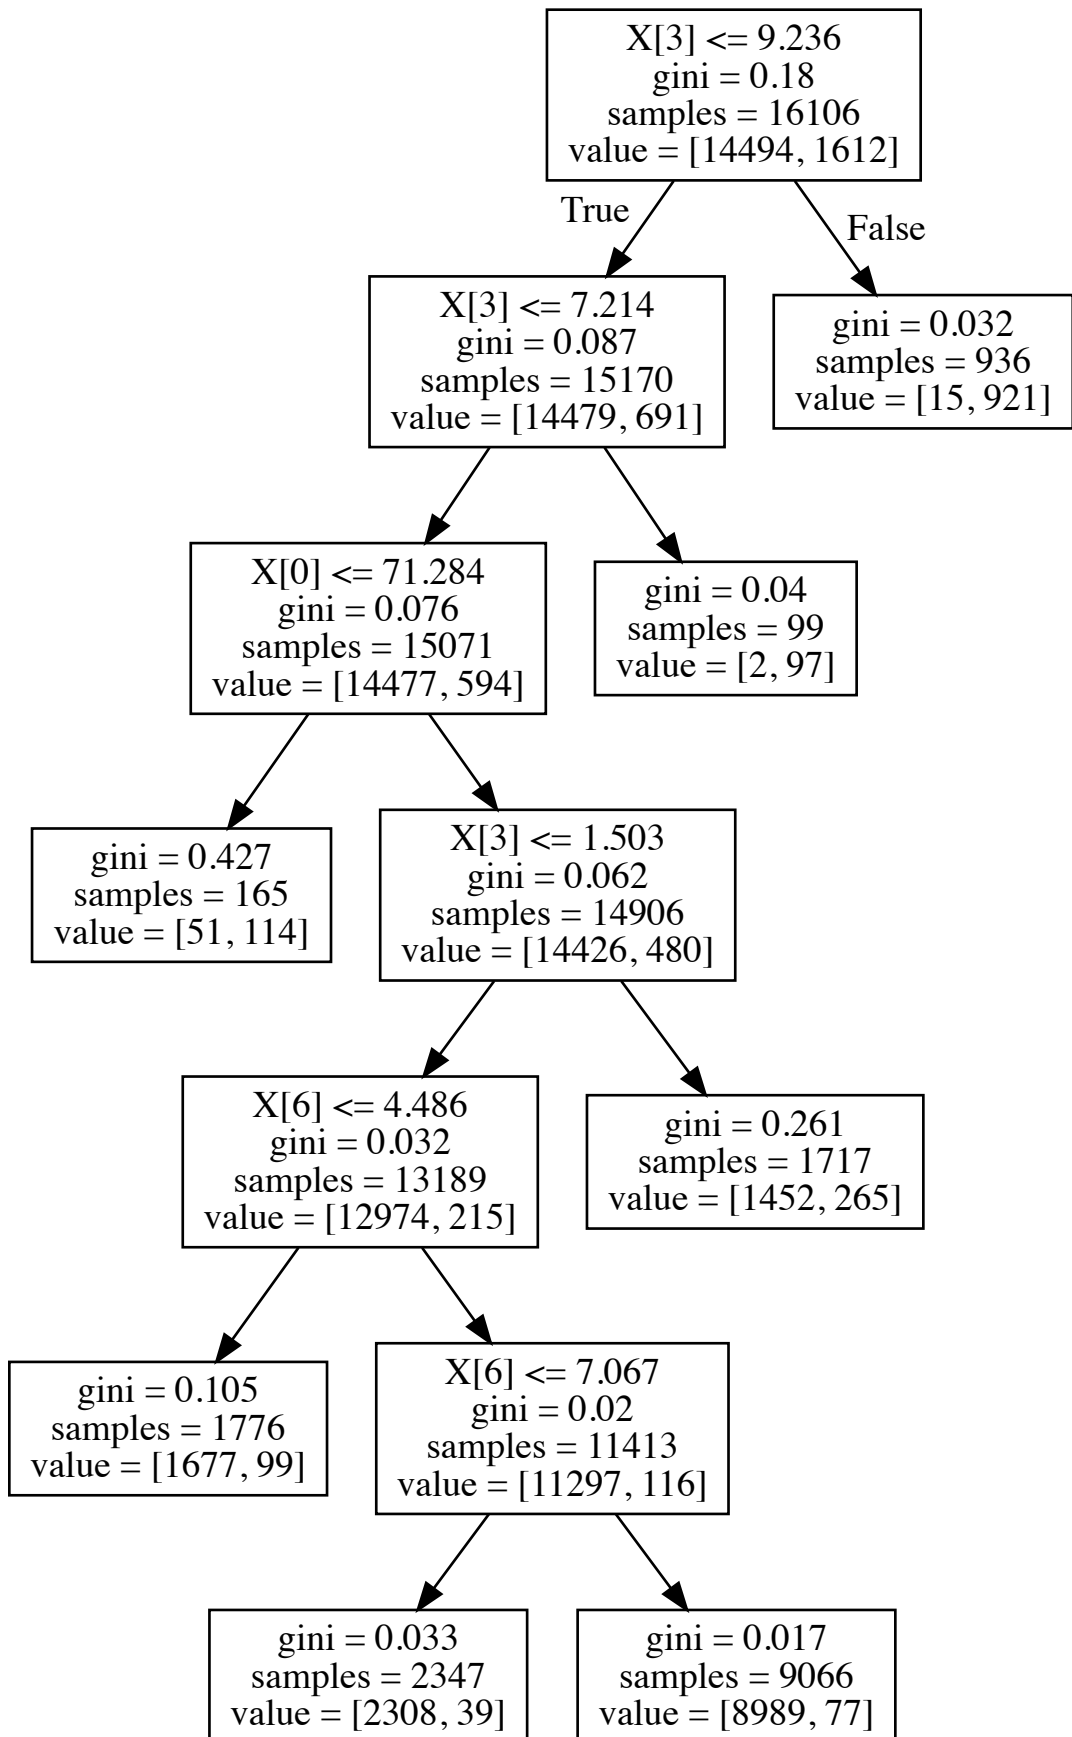 X[3] <= 9.236
gini = 0.18
samples = 16106
value = [14494, 1612]
True
False
X[3] <= 7.214
gini = 0.087
samples = 15170
value = [14479, 691]
gini = 0.032
samples = 936
value = [15, 921]
X[0] <= 71.284
gini = 0.076
samples = 15071
value = [14477, 594]
gini = 0.04
samples = 99
value = [2, 97]
gini = 0.427
samples = 165
value = [51, 114]
X[3] <= 1.503
gini = 0.062
samples = 14906
value = [14426, 480]
X[6] <= 4.486
gini = 0.032
samples = 13189
value = [12974, 215]
gini = 0.261
samples = 1717
value = [1452, 265]
gini = 0.105
samples = 1776
value = [1677, 99]
X[6] <= 7.067
gini = 0.02
samples = 11413
value = [11297, 116]
gini = 0.033
samples = 2347
value = [2308, 39]
gini = 0.017
samples = 9066
value = [8989, 77]